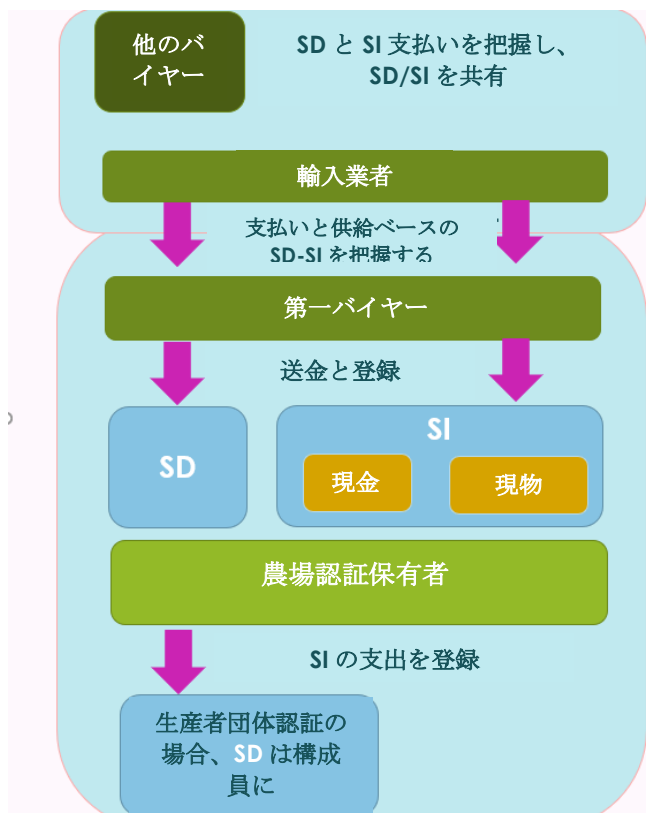 他のバ
イヤー
SD と SI 支払いを把握し、
SD/SI を共有
輸入業者
支払いと供給ベースの
SD-SI を把握する
第一バイヤー
送金と登録
SD
SI
現金
現物
農場認証保有者
SI の支出を登録
生産者団体認証の
場合、SD は構成
員に